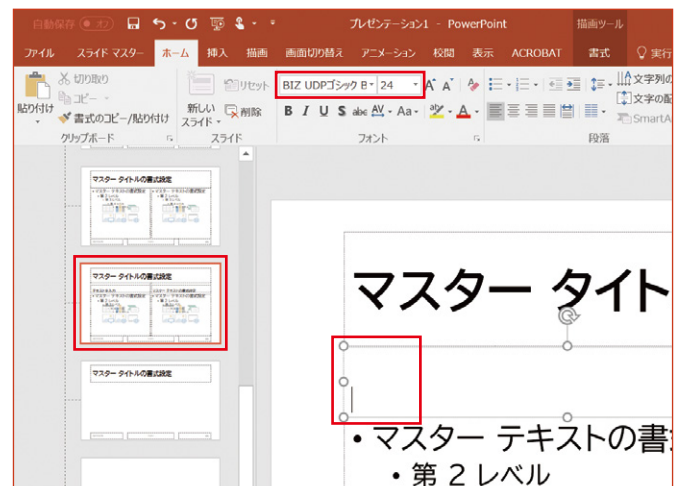 自動保存 オフ プレゼンテーション1 - PowerPoint 描画ツール
ファイル スライド マスター ホーム 挿入 描画 画面切り替え アニメーション 校閲 表示 ACROBAT 書式 実行
貼り付け 切り取り コピー 書式のコピー/貼り付け
新しいスライド リセット 削除
BIZ UDPゴシック B 24
B I U S abc AV Aa A
文字列の
文字の配
SmartA
クリップボード スライド フォント 段落
マスター タイトルの書式設定
マスター タイトルの書式設定
マスター タイトルの書式設定
マスター タイト
• マスター テキストの書
• 第 2 レベル